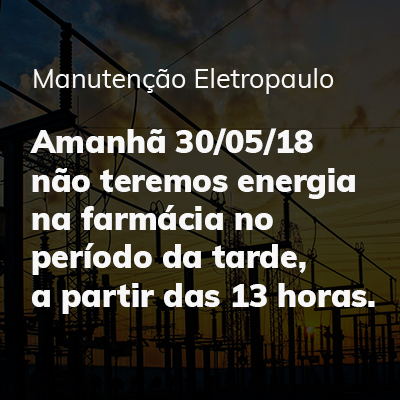 Manutenção Eletropaulo
Amanhã 30/05/18
não teremos energia
na farmácia no
período da tarde,
a partir das 13 horas.